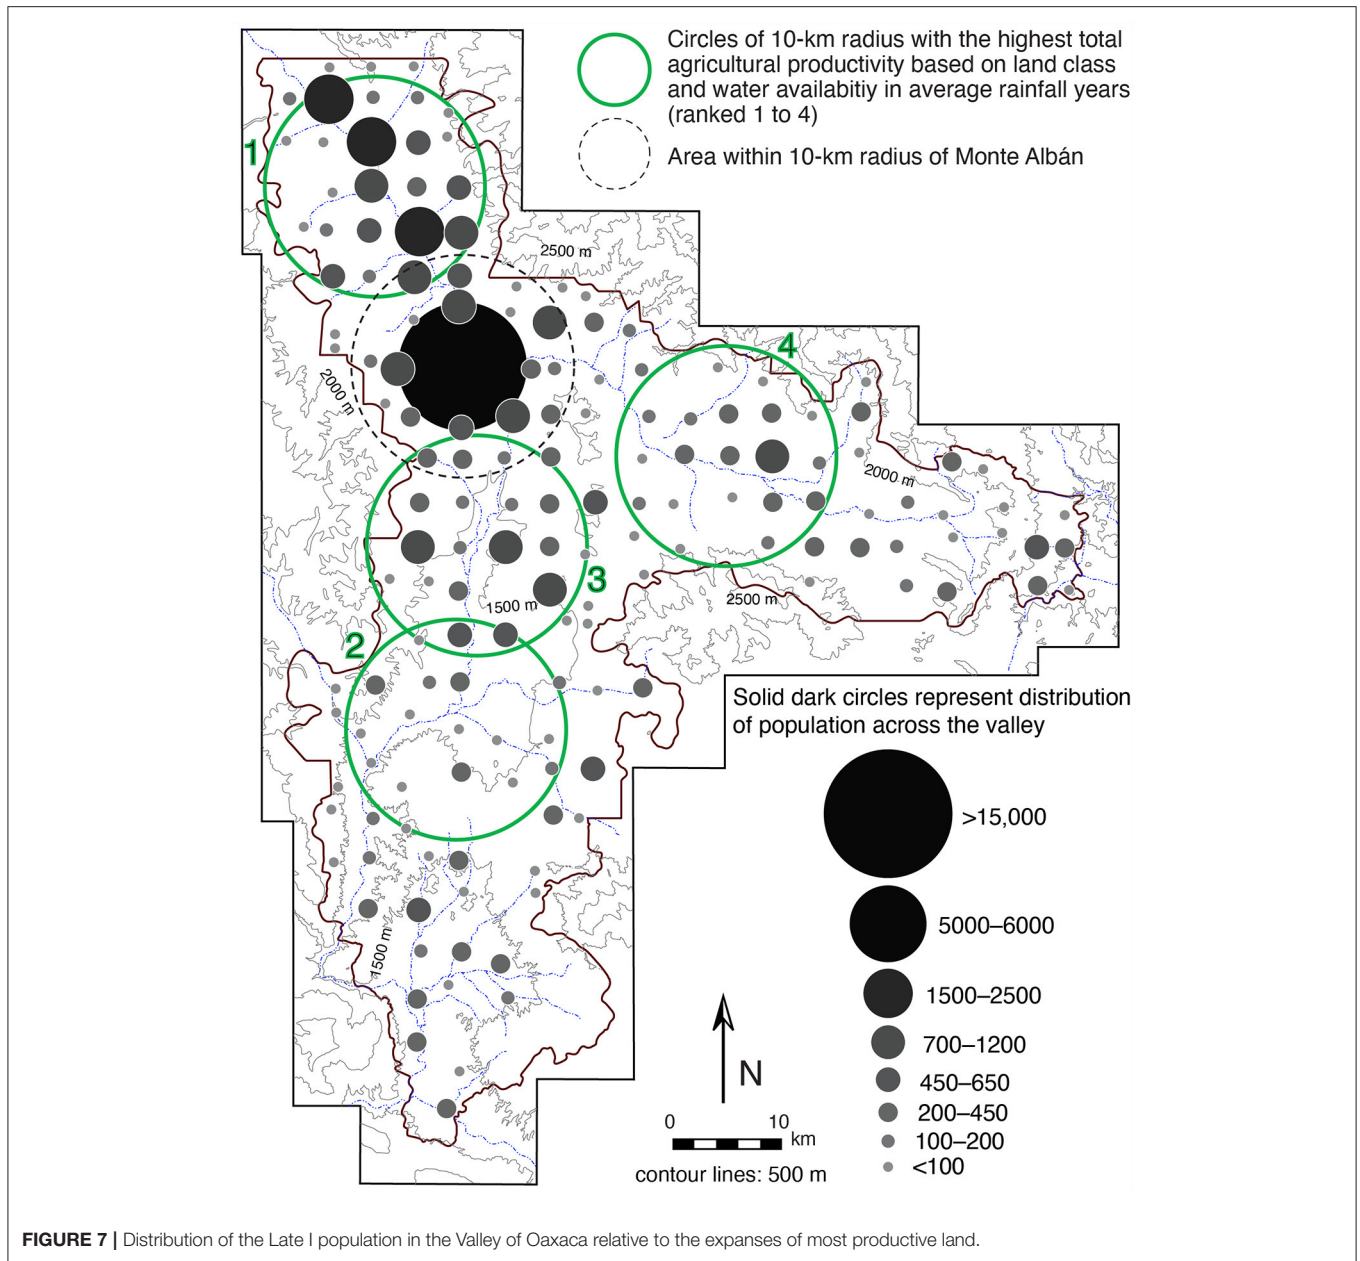 Circles of 10-km radius with the highest total
agricultural productivity based on land class
and water availabitiy in average rainfall years
(ranked 1 to 4)
Area within 10-km radius of Monte Albán
1
2500 m
4
2000 m
2000 m
3
1500 m
2500 m
2
Solid dark circles represent distribution
of population across the valley
>15,000
5000–6000
1500–2500
700–1200
450–650
200–450
100–200
<100
1500 m
N
0 10
km
contour lines: 500 m
FIGURE 7 | Distribution of the Late I population in the Valley of Oaxaca relative to the expanses of most productive land.